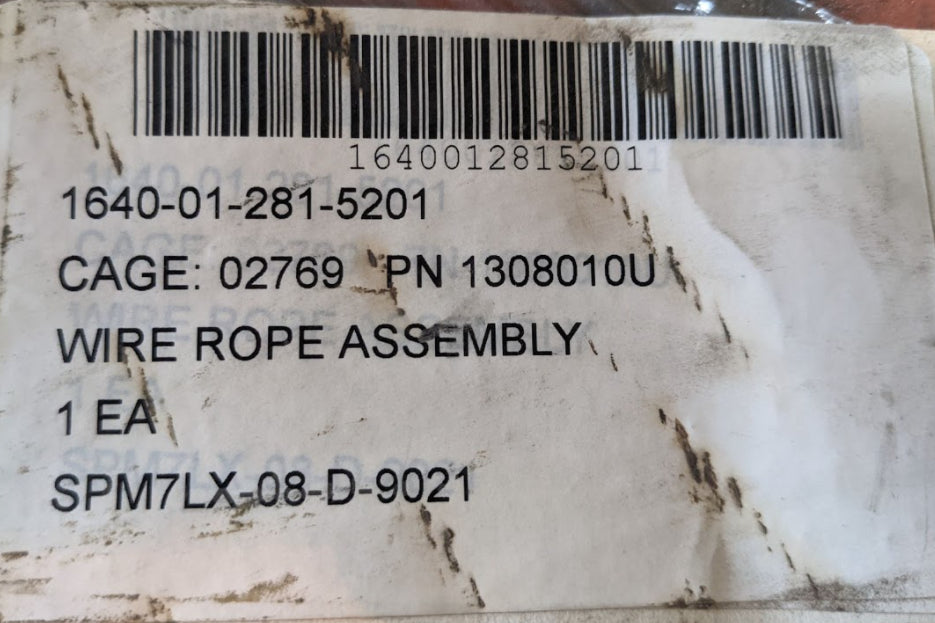 1640012815201
1640-01-281-5201
CAGE: 02769 PN 1308010U
WIRE ROPE ASSEMBLY
1 EA
SPM7LX-08-D-9021